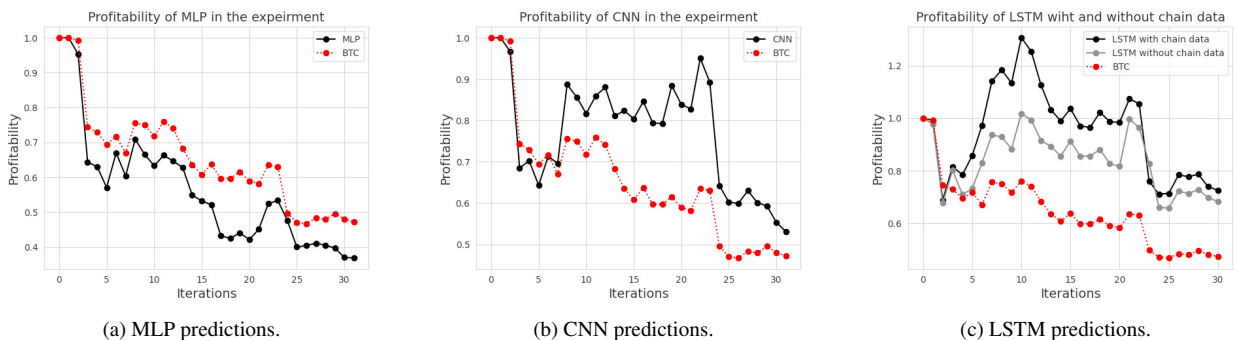 Profitability of MLP in the expeirment
MLP
BTC
1.0
0.9
0.8
0.7
0.6
0.5
0.4
Profitability
0 5 10 15 20 25 30
Iterations
(a) MLP predictions.
Profitability of CNN in the experiment
CNN
BTC
1.0
0.9
0.8
0.7
0.6
0.5
Profitability
0 5 10 15 20 25 30
Iterations
(b) CNN predictions.
Profitability of LSTM wiht and without chain data
LSTM with chain data
LSTM without chain data
BTC
1.2
1.0
0.8
0.6
Profitability
0 5 10 15 20 25 30
Iterations
(c) LSTM predictions.